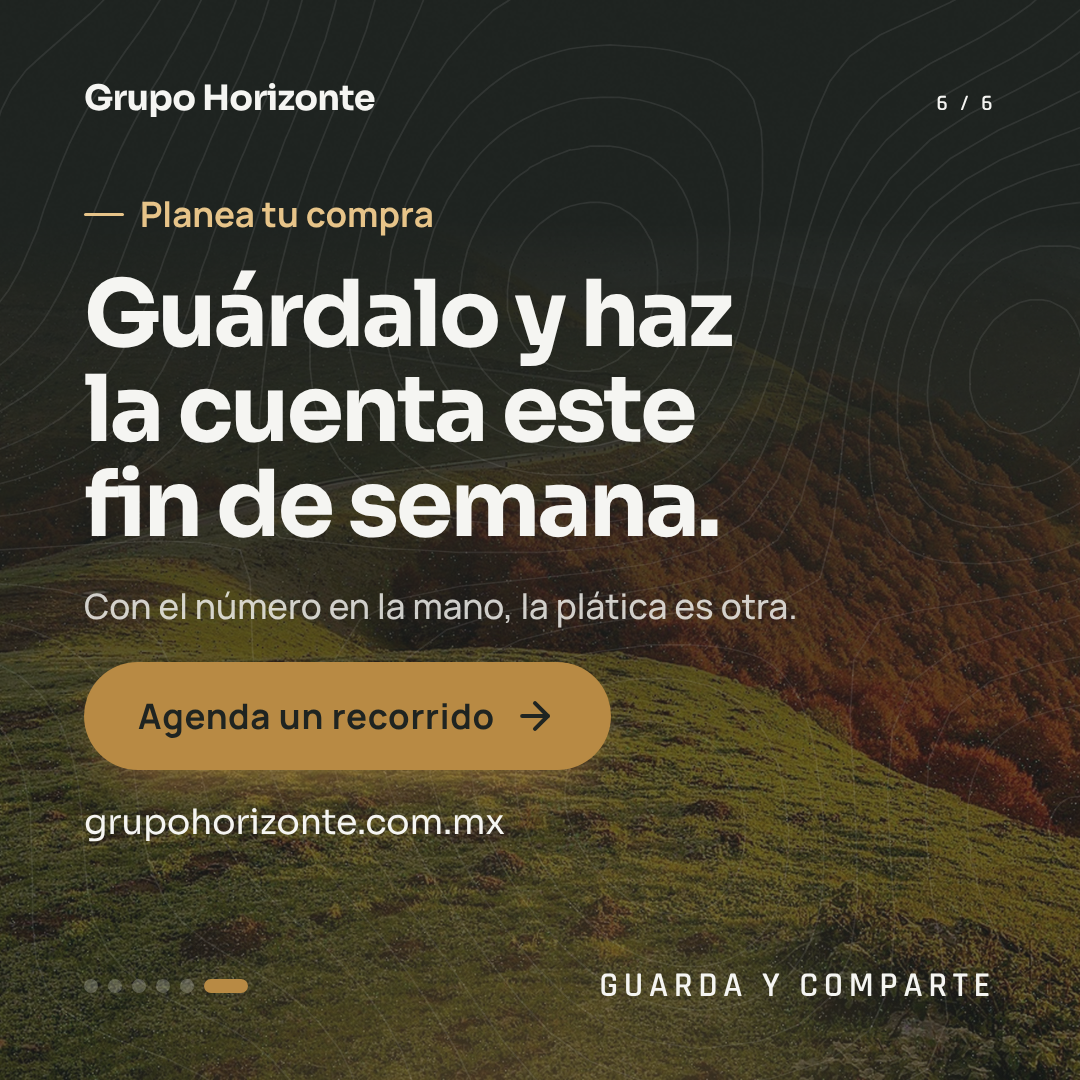 Grupo Horizonte
6 / 6
Planea tu compra
Guárdalo y haz
la cuenta este
fin de semana.
Con el número en la mano, la plática es otra.
Agenda un recorrido →
grupohorizonte.com.mx
GUARDA Y COMPARTE